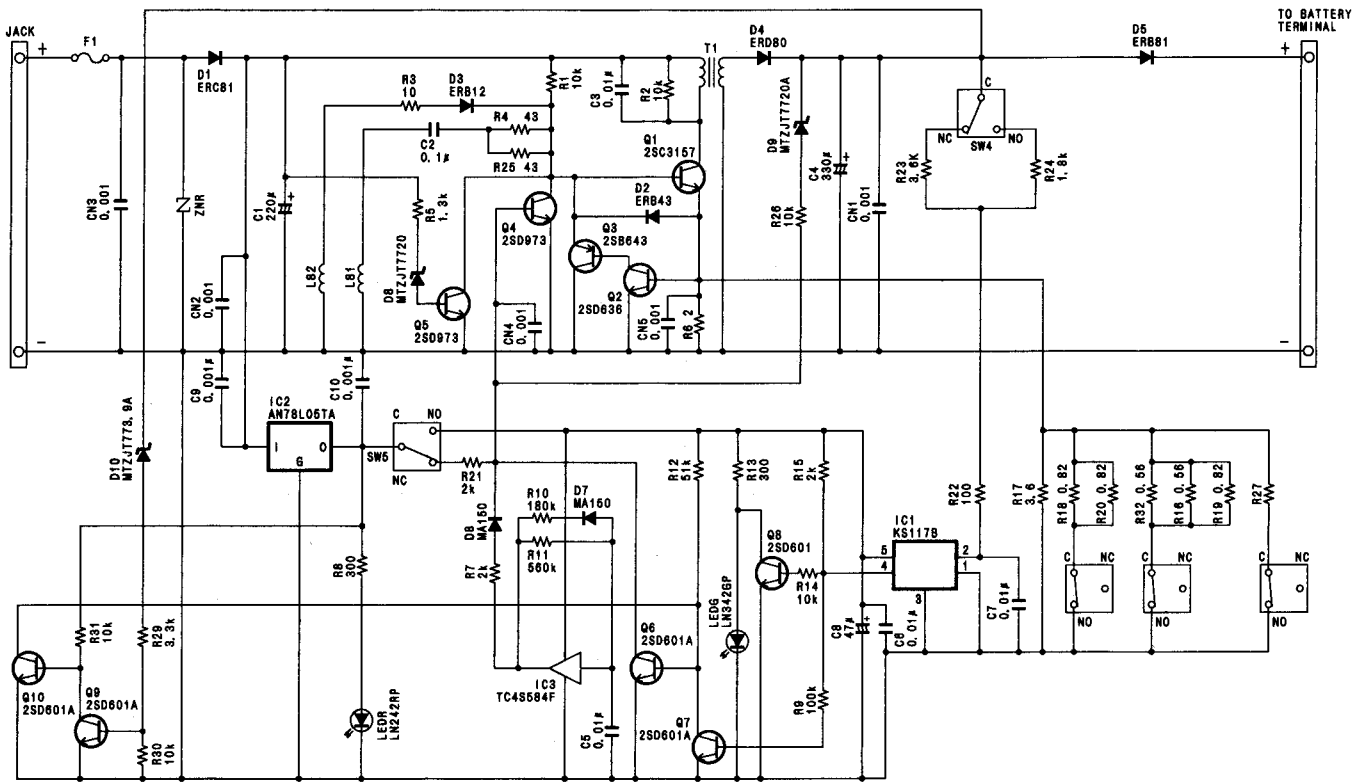 JACK
F1
D1
ERC81
R3
10
D3
ERB12
R4 43
R25 43
C2
0.1μ
R1
10k
C3
0.01μ
R2
10k
T1
D4
ERD80
D5
ERB81
TO BATTERY
TERMINAL
+
-
+
-
CN3
0.001
ZNR
C1
220μ
+
R5
1.3k
Q1
2SC3157
D2
ERB43
D9
MTZJT7720A
C4
330μ
+
CN1
0.001
C
NC
NO
SW4
R23
3.6K
R24
1.8k
R26
10k
Q4
2SD973
Q3
2SB643
Q2
2SD636
CN2
0.001
LB2
LB1
D8
MTZJT7720
Q5
2SD973
CN4
0.001
CN5
0.001
R6 2
C9
0.001μ
C10
0.001μ
IC2
AN78L05TA
I
O
G
D10
MTZJT773.9A
C
NO
SW5
NC
R21
2k
R12
51k
R13
300
R15
2k
R10
180k
D7
MA150
D8
MA150
R11
560k
R7
2k
R8
300
Q8
2SD601
R14
10k
IC1
KS117B
5
4
3
2
1
R22
100
R17
3.6
C7
0.01μ
R18 0.82
R20 0.82
R32 0.56
R16 0.56
R19 0.82
R27
C
NC
NO
C
NC
NO
C
NC
NO
LEDG
LN342GP
C8
47μ
+
C6
0.01μ
R31
10k
R29
3.3k
Q6
2SD601A
IC3
TC4S584F
Q10
2SD601A
Q9
2SD601A
R30
10k
LEDR
LN242RP
C5
0.01μ
Q7
2SD601A
R9
100k